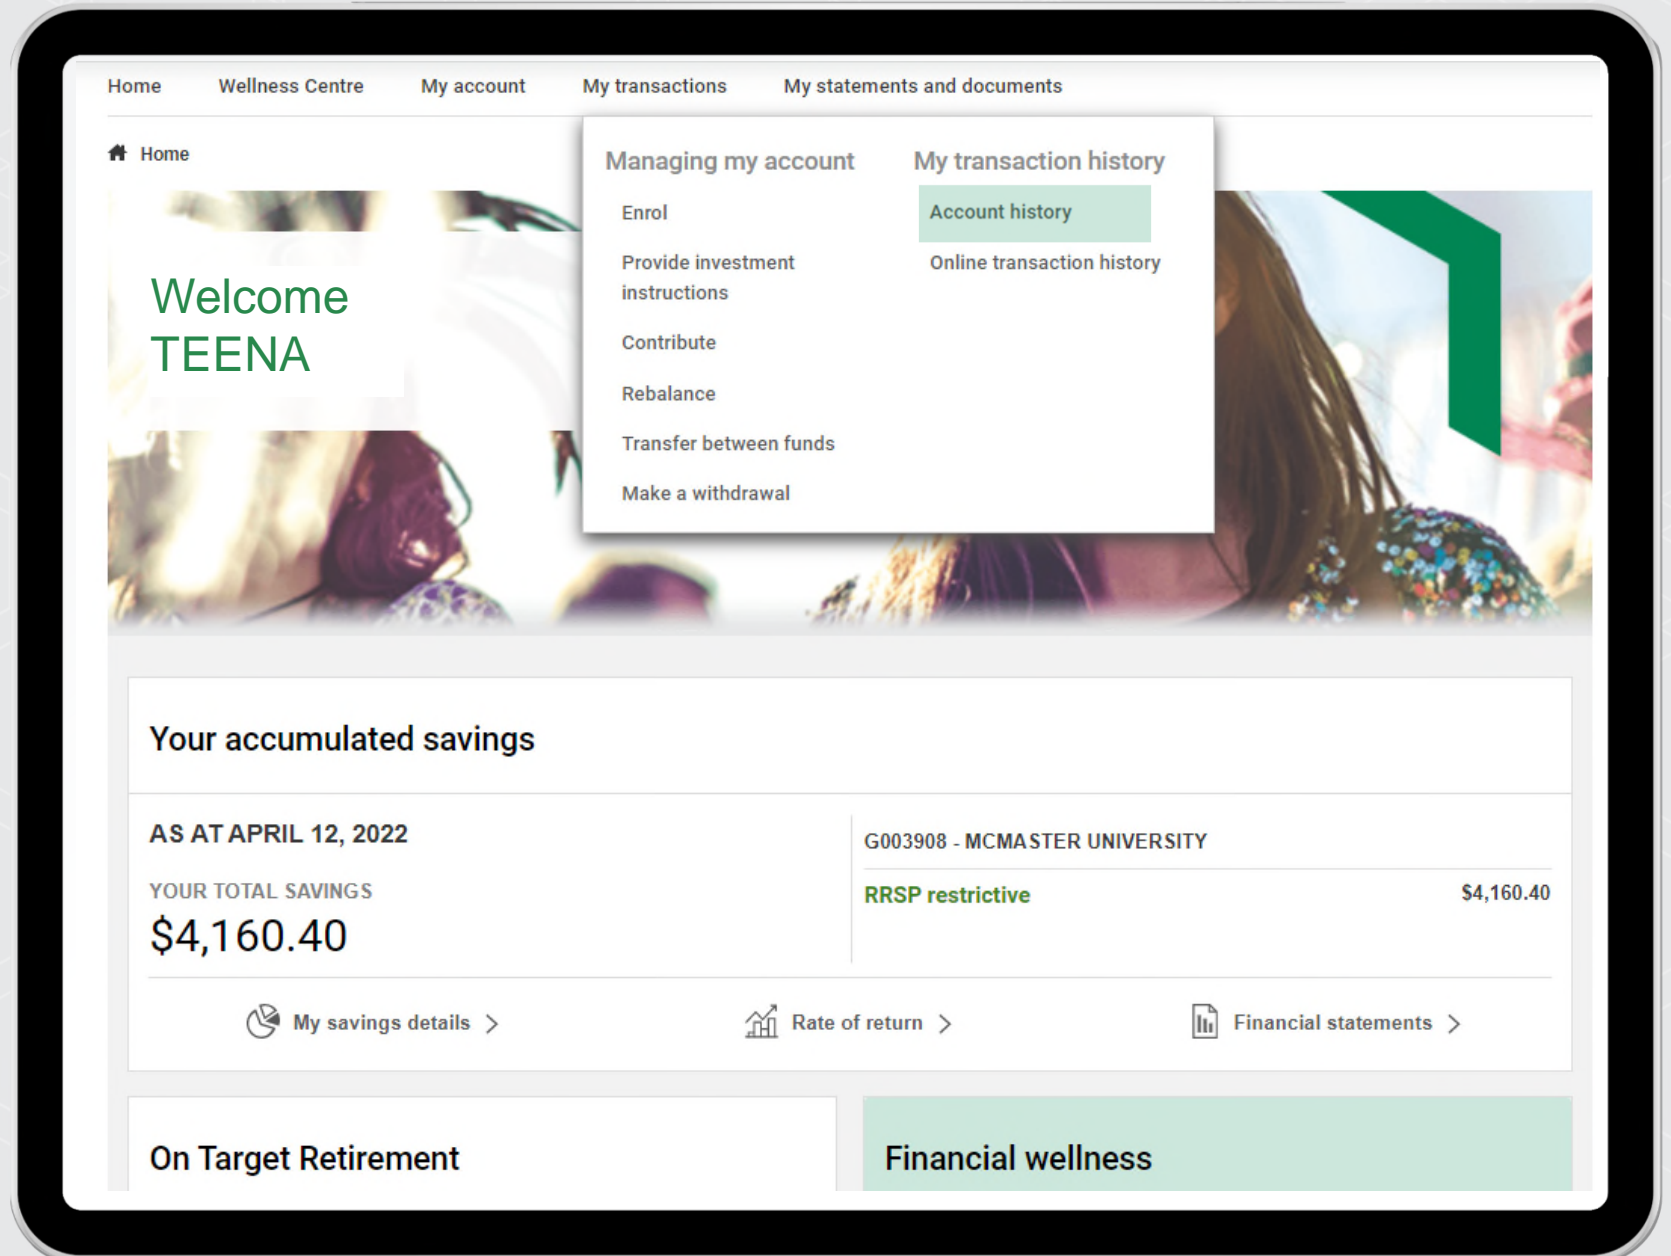 Home Wellness Centre My account My transactions My statements and documents
Home
Managing my account
Enrol
Provide investment
instructions
Contribute
Rebalance
Transfer between funds
Make a withdrawal
My transaction history
Account history
Online transaction history
Welcome
TEENA
Your accumulated savings
AS AT APRIL 12, 2022
YOUR TOTAL SAVINGS
$4,160.40
G003908 - MCMASTER UNIVERSITY
RRSP restrictive $4,160.40
My savings details
Rate of return
Financial statements
On Target Retirement
Financial wellness